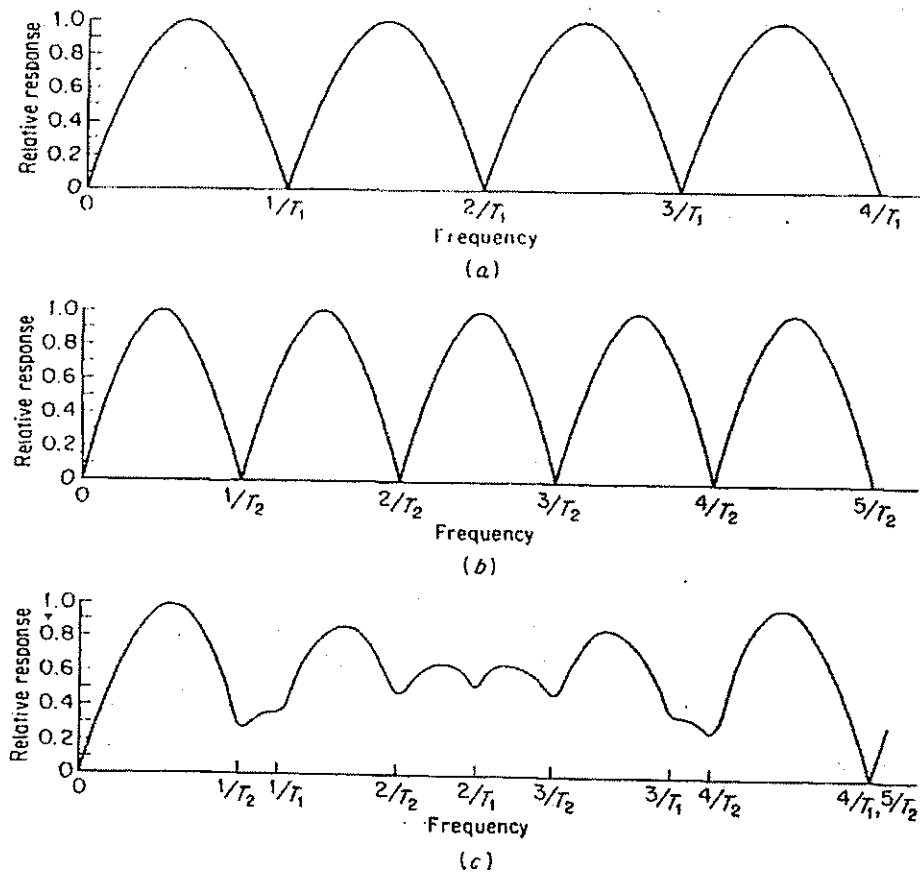 Relative response
1.0
0.8
0.6
0.4
0.2
0
0
1/T₁
2/T₁
3/T₁
4/T₁
Frequency
(a)
Relative response
1.0
0.8
0.6
0.4
0.2
0
0
1/T₂
2/T₂
3/T₂
4/T₂
5/T₂
Frequency
(b)
Relative response
1.0
0.8
0.6
0.4
0.2
0
0
1/T₂
1/T₁
2/T₂
2/T₁
3/T₂
3/T₁
4/T₂
4/T₁, 5/T₂
Frequency
(c)